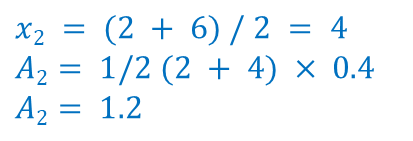 x₂ = (2 + 6) / 2 = 4
A₂ = 1/2 (2 + 4) × 0.4
A₂ = 1.2